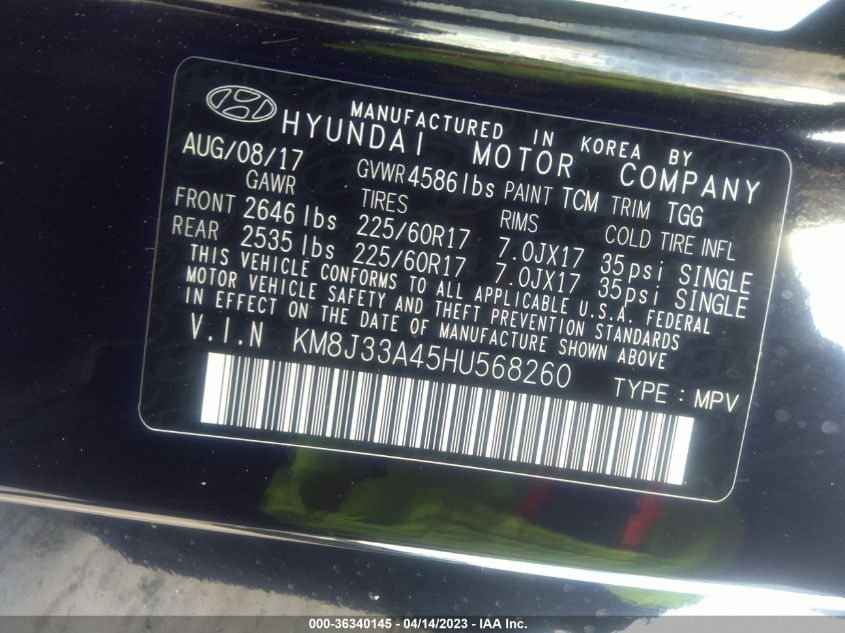 MANUFACTURED IN KOREA BY
HYUNDAI MOTOR COMPANY
AUG/08/17 GVWR 4586 lbs PAINT TCM TRIM TGG
GAWR TIRES RIMS COLD TIRE INFL
FRONT 2646 lbs 225/60R17 7.0JX17 35psi SINGLE
REAR 2535 lbs 225/60R17 7.0JX17 35psi SINGLE
THIS VEHICLE CONFORMS TO ALL APPLICABLE U.S.A. FEDERAL
MOTOR VEHICLE SAFETY AND THEFT PREVENTION STANDARDS
IN EFFECT ON THE DATE OF MANUFACTURE SHOWN ABOVE
V.I.N KM8J33A45HU568260
TYPE : MPV
000-36340145 - 04/14/2023 - IAA Inc.